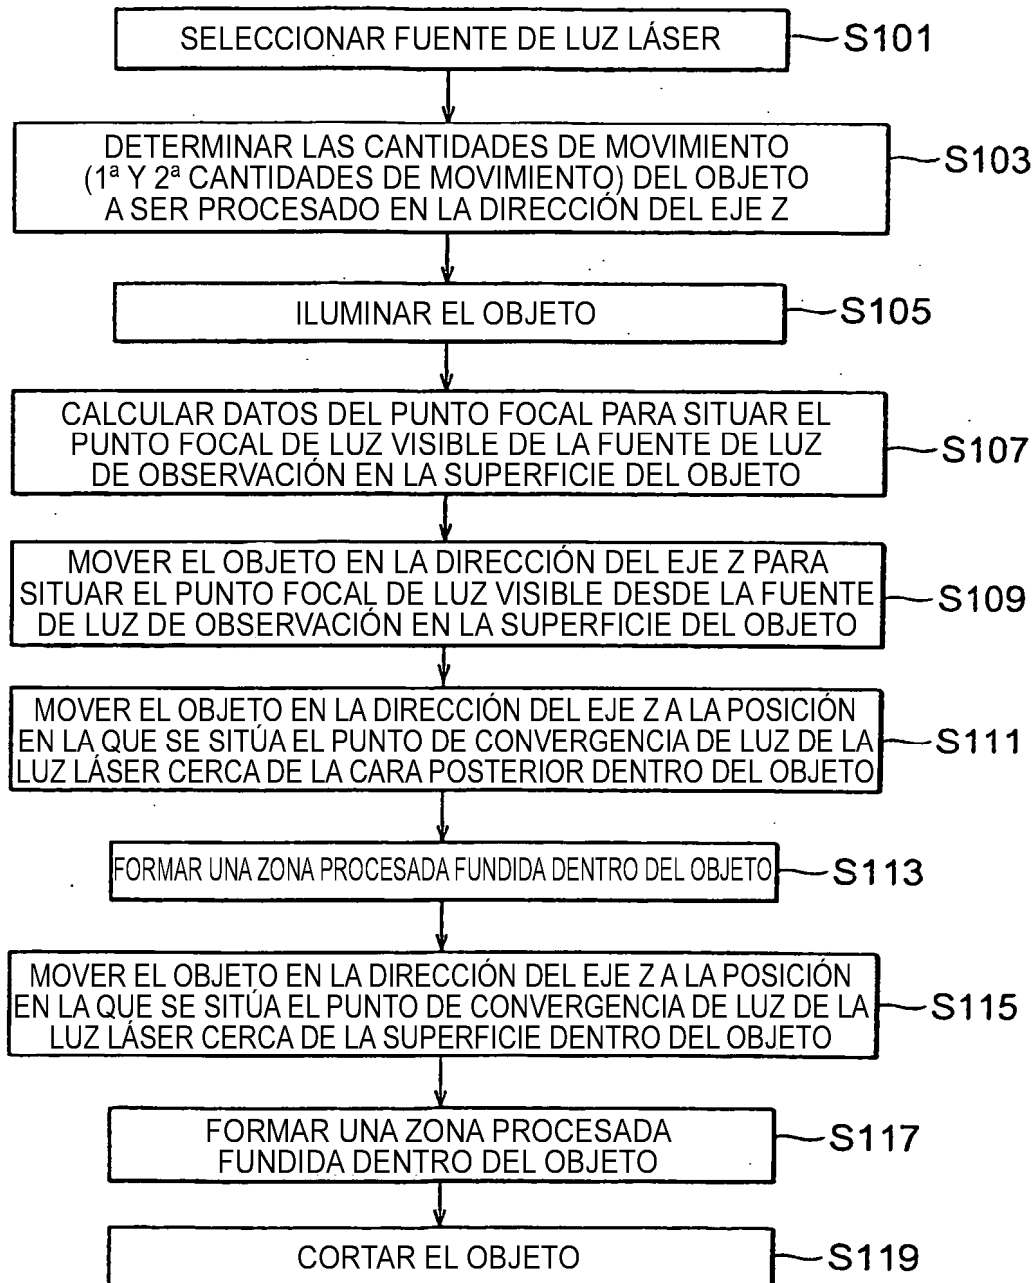 SELECCIONAR FUENTE DE LUZ LÁSER
S101
DETERMINAR LAS CANTIDADES DE MOVIMIENTO
(1ª Y 2ª CANTIDADES DE MOVIMIENTO) DEL OBJETO
A SER PROCESADO EN LA DIRECCIÓN DEL EJE Z
S103
ILUMINAR EL OBJETO
S105
CALCULAR DATOS DEL PUNTO FOCAL PARA SITUAR EL
PUNTO FOCAL DE LUZ VISIBLE DE LA FUENTE DE LUZ
DE OBSERVACIÓN EN LA SUPERFICIE DEL OBJETO
S107
MOVER EL OBJETO EN LA DIRECCIÓN DEL EJE Z PARA
SITUAR EL PUNTO FOCAL DE LUZ VISIBLE DESDE LA FUENTE
DE LUZ DE OBSERVACIÓN EN LA SUPERFICIE DEL OBJETO
S109
MOVER EL OBJETO EN LA DIRECCIÓN DEL EJE Z A LA POSICIÓN
EN LA QUE SE SITÚA EL PUNTO DE CONVERGENCIA DE LUZ DE LA
LUZ LÁSER CERCA DE LA CARA POSTERIOR DENTRO DEL OBJETO
S111
FORMAR UNA ZONA PROCESADA FUNDIDA DENTRO DEL OBJETO
S113
MOVER EL OBJETO EN LA DIRECCIÓN DEL EJE Z A LA POSICIÓN
EN LA QUE SE SITÚA EL PUNTO DE CONVERGENCIA DE LUZ DE LA
LUZ LÁSER CERCA DE LA SUPERFICIE DENTRO DEL OBJETO
S115
FORMAR UNA ZONA PROCESADA
FUNDIDA DENTRO DEL OBJETO
S117
CORTAR EL OBJETO
S119